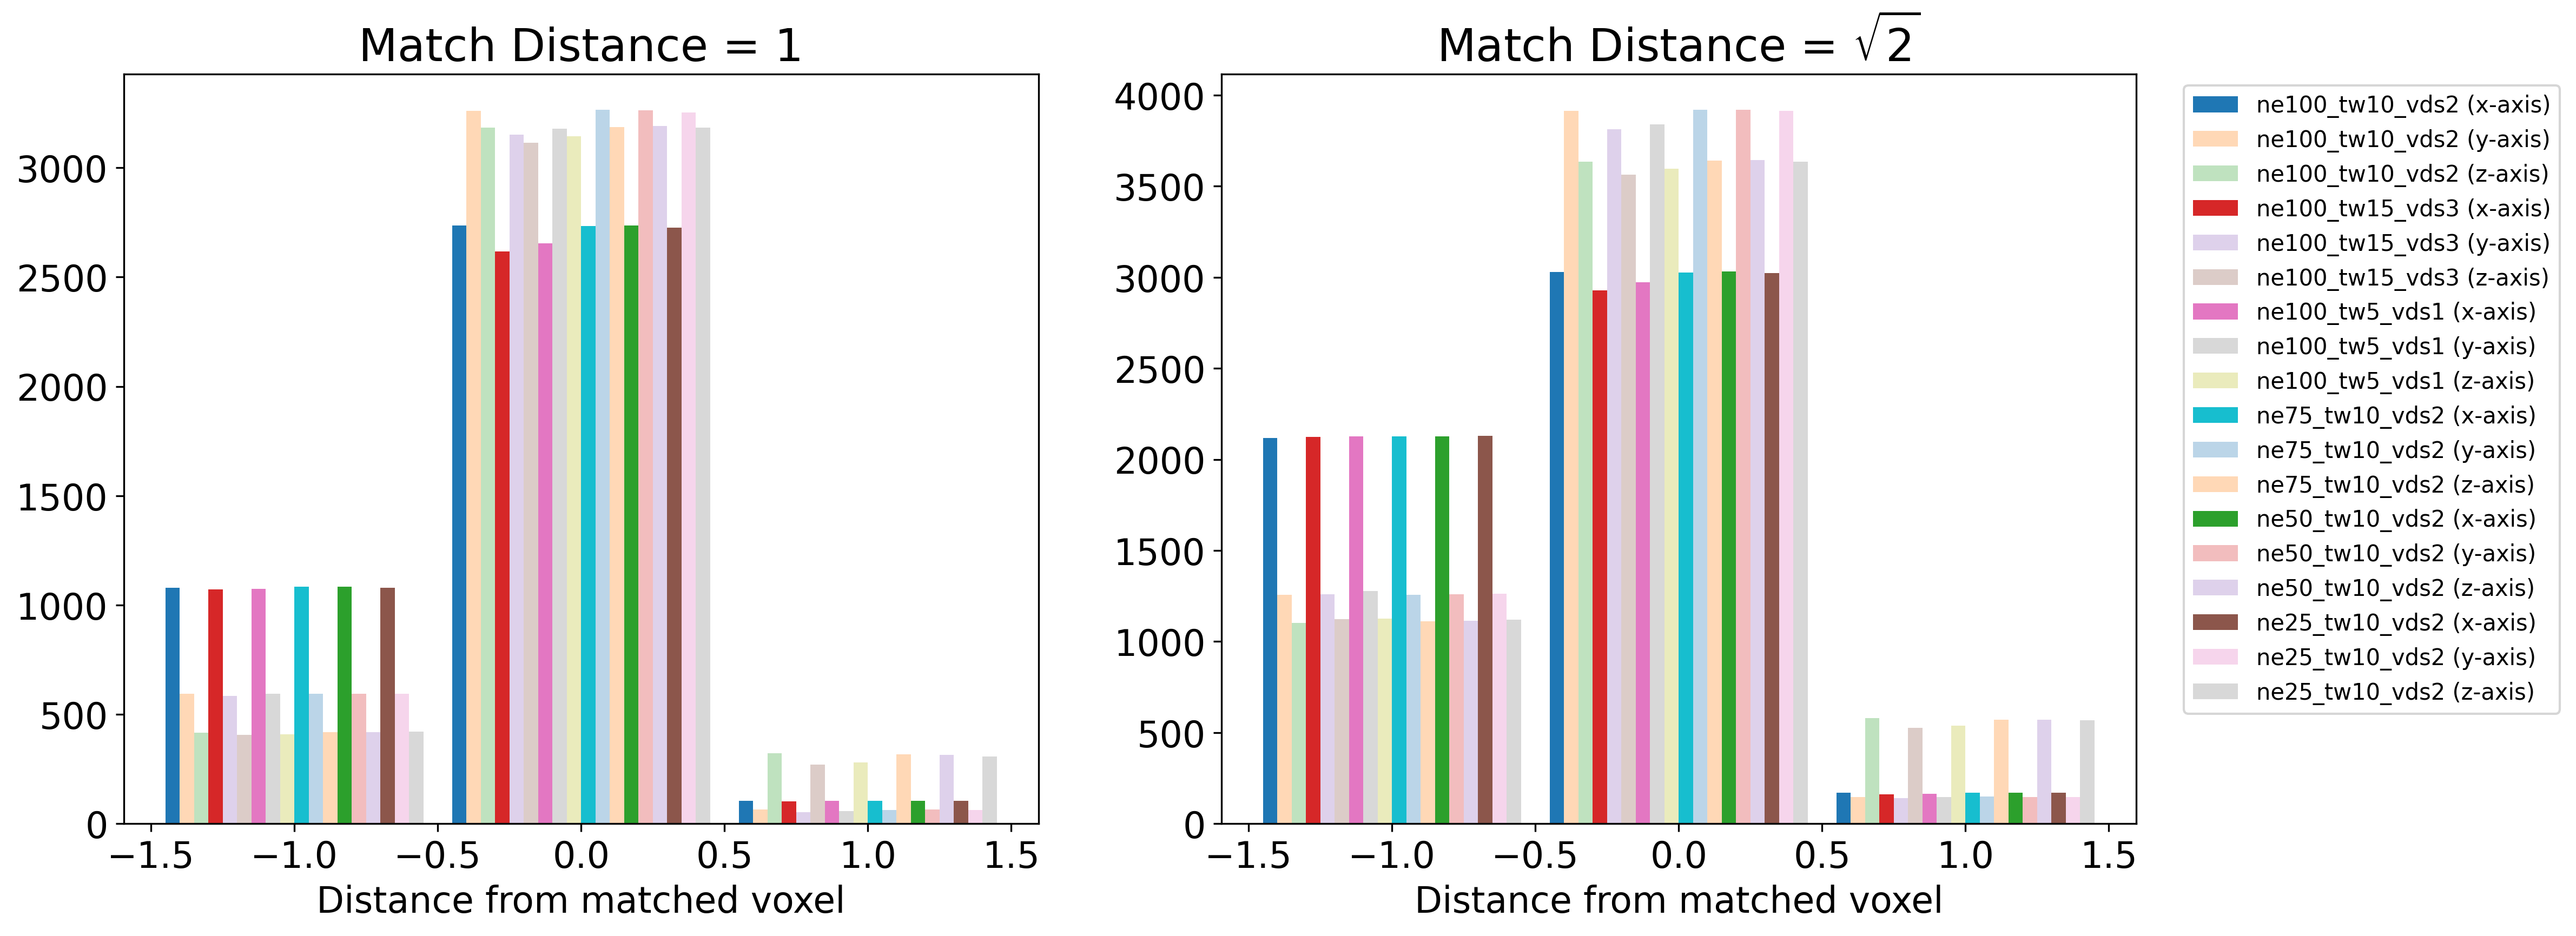 Match Distance = 1
3000
2500
2000
1500
1000
500
0
−1.5 −1.0 −0.5 0.0 0.5 1.0 1.5
Distance from matched voxel
Match Distance = √2
4000
3500
3000
2500
2000
1500
1000
500
0
−1.5 −1.0 −0.5 0.0 0.5 1.0 1.5
Distance from matched voxel
ne100_tw10_vds2 (x-axis)
ne100_tw10_vds2 (y-axis)
ne100_tw10_vds2 (z-axis)
ne100_tw15_vds3 (x-axis)
ne100_tw15_vds3 (y-axis)
ne100_tw15_vds3 (z-axis)
ne100_tw5_vds1 (x-axis)
ne100_tw5_vds1 (y-axis)
ne100_tw5_vds1 (z-axis)
ne75_tw10_vds2 (x-axis)
ne75_tw10_vds2 (y-axis)
ne75_tw10_vds2 (z-axis)
ne50_tw10_vds2 (x-axis)
ne50_tw10_vds2 (y-axis)
ne50_tw10_vds2 (z-axis)
ne25_tw10_vds2 (x-axis)
ne25_tw10_vds2 (y-axis)
ne25_tw10_vds2 (z-axis)